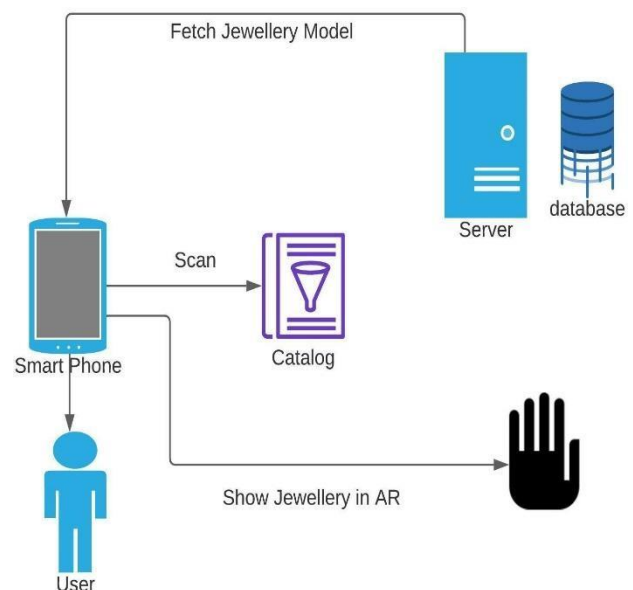 Fetch Jewellery Model
database
Server
Scan
Smart Phone
Catalog
Show Jewellery in AR
User